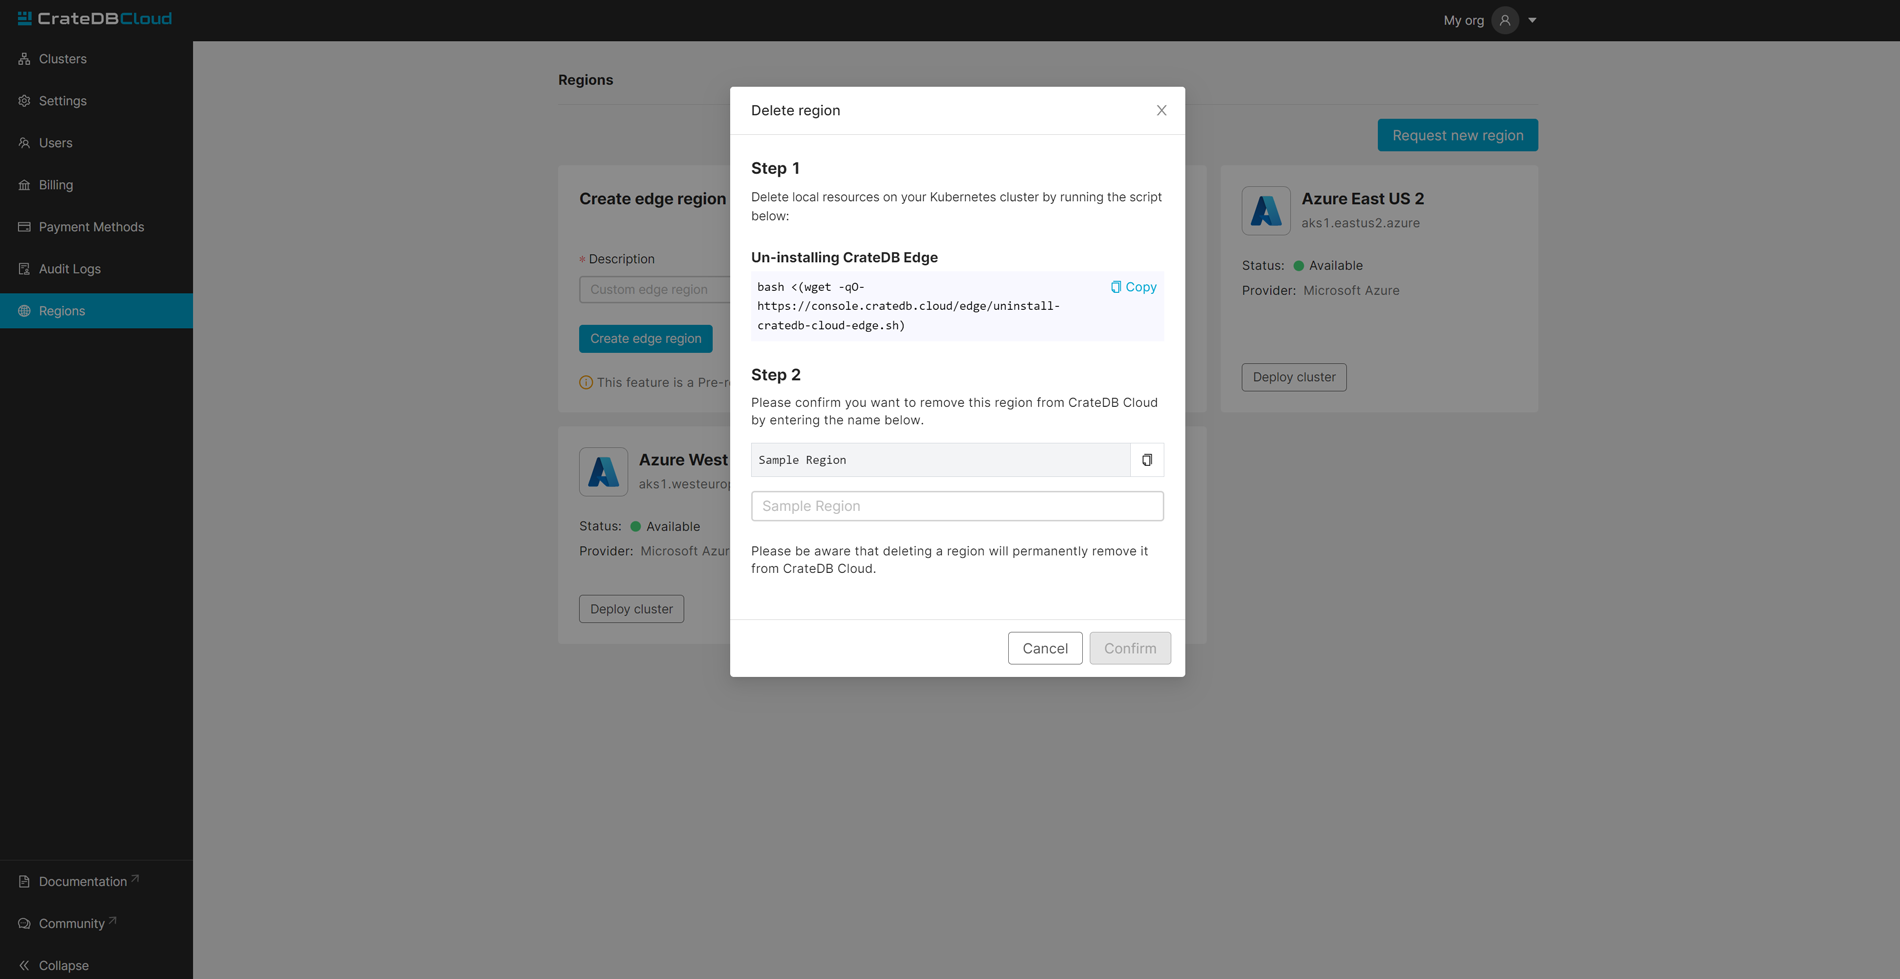 CrateDBCloud
My org
Clusters
Settings
Users
Billing
Payment Methods
Audit Logs
Regions
Documentation
Community
Collapse
Regions
Request new region
Create edge region
* Description
Custom edge region
Create edge region
This feature is a Pre-r
Azure East US 2
aks1.eastus2.azure
Status: Available
Provider: Microsoft Azure
Deploy cluster
Azure West
aks1.westeurop
Status: Available
Provider: Microsoft Azur
Deploy cluster
Delete region
Step 1
Delete local resources on your Kubernetes cluster by running the script
below:
Un-installing CrateDB Edge
bash <(wget -qO-
https://console.cratedb.cloud/edge/uninstall-
cratedb-cloud-edge.sh)
Copy
Step 2
Please confirm you want to remove this region from CrateDB Cloud
by entering the name below.
Sample Region
Sample Region
Please be aware that deleting a region will permanently remove it
from CrateDB Cloud.
Cancel
Confirm